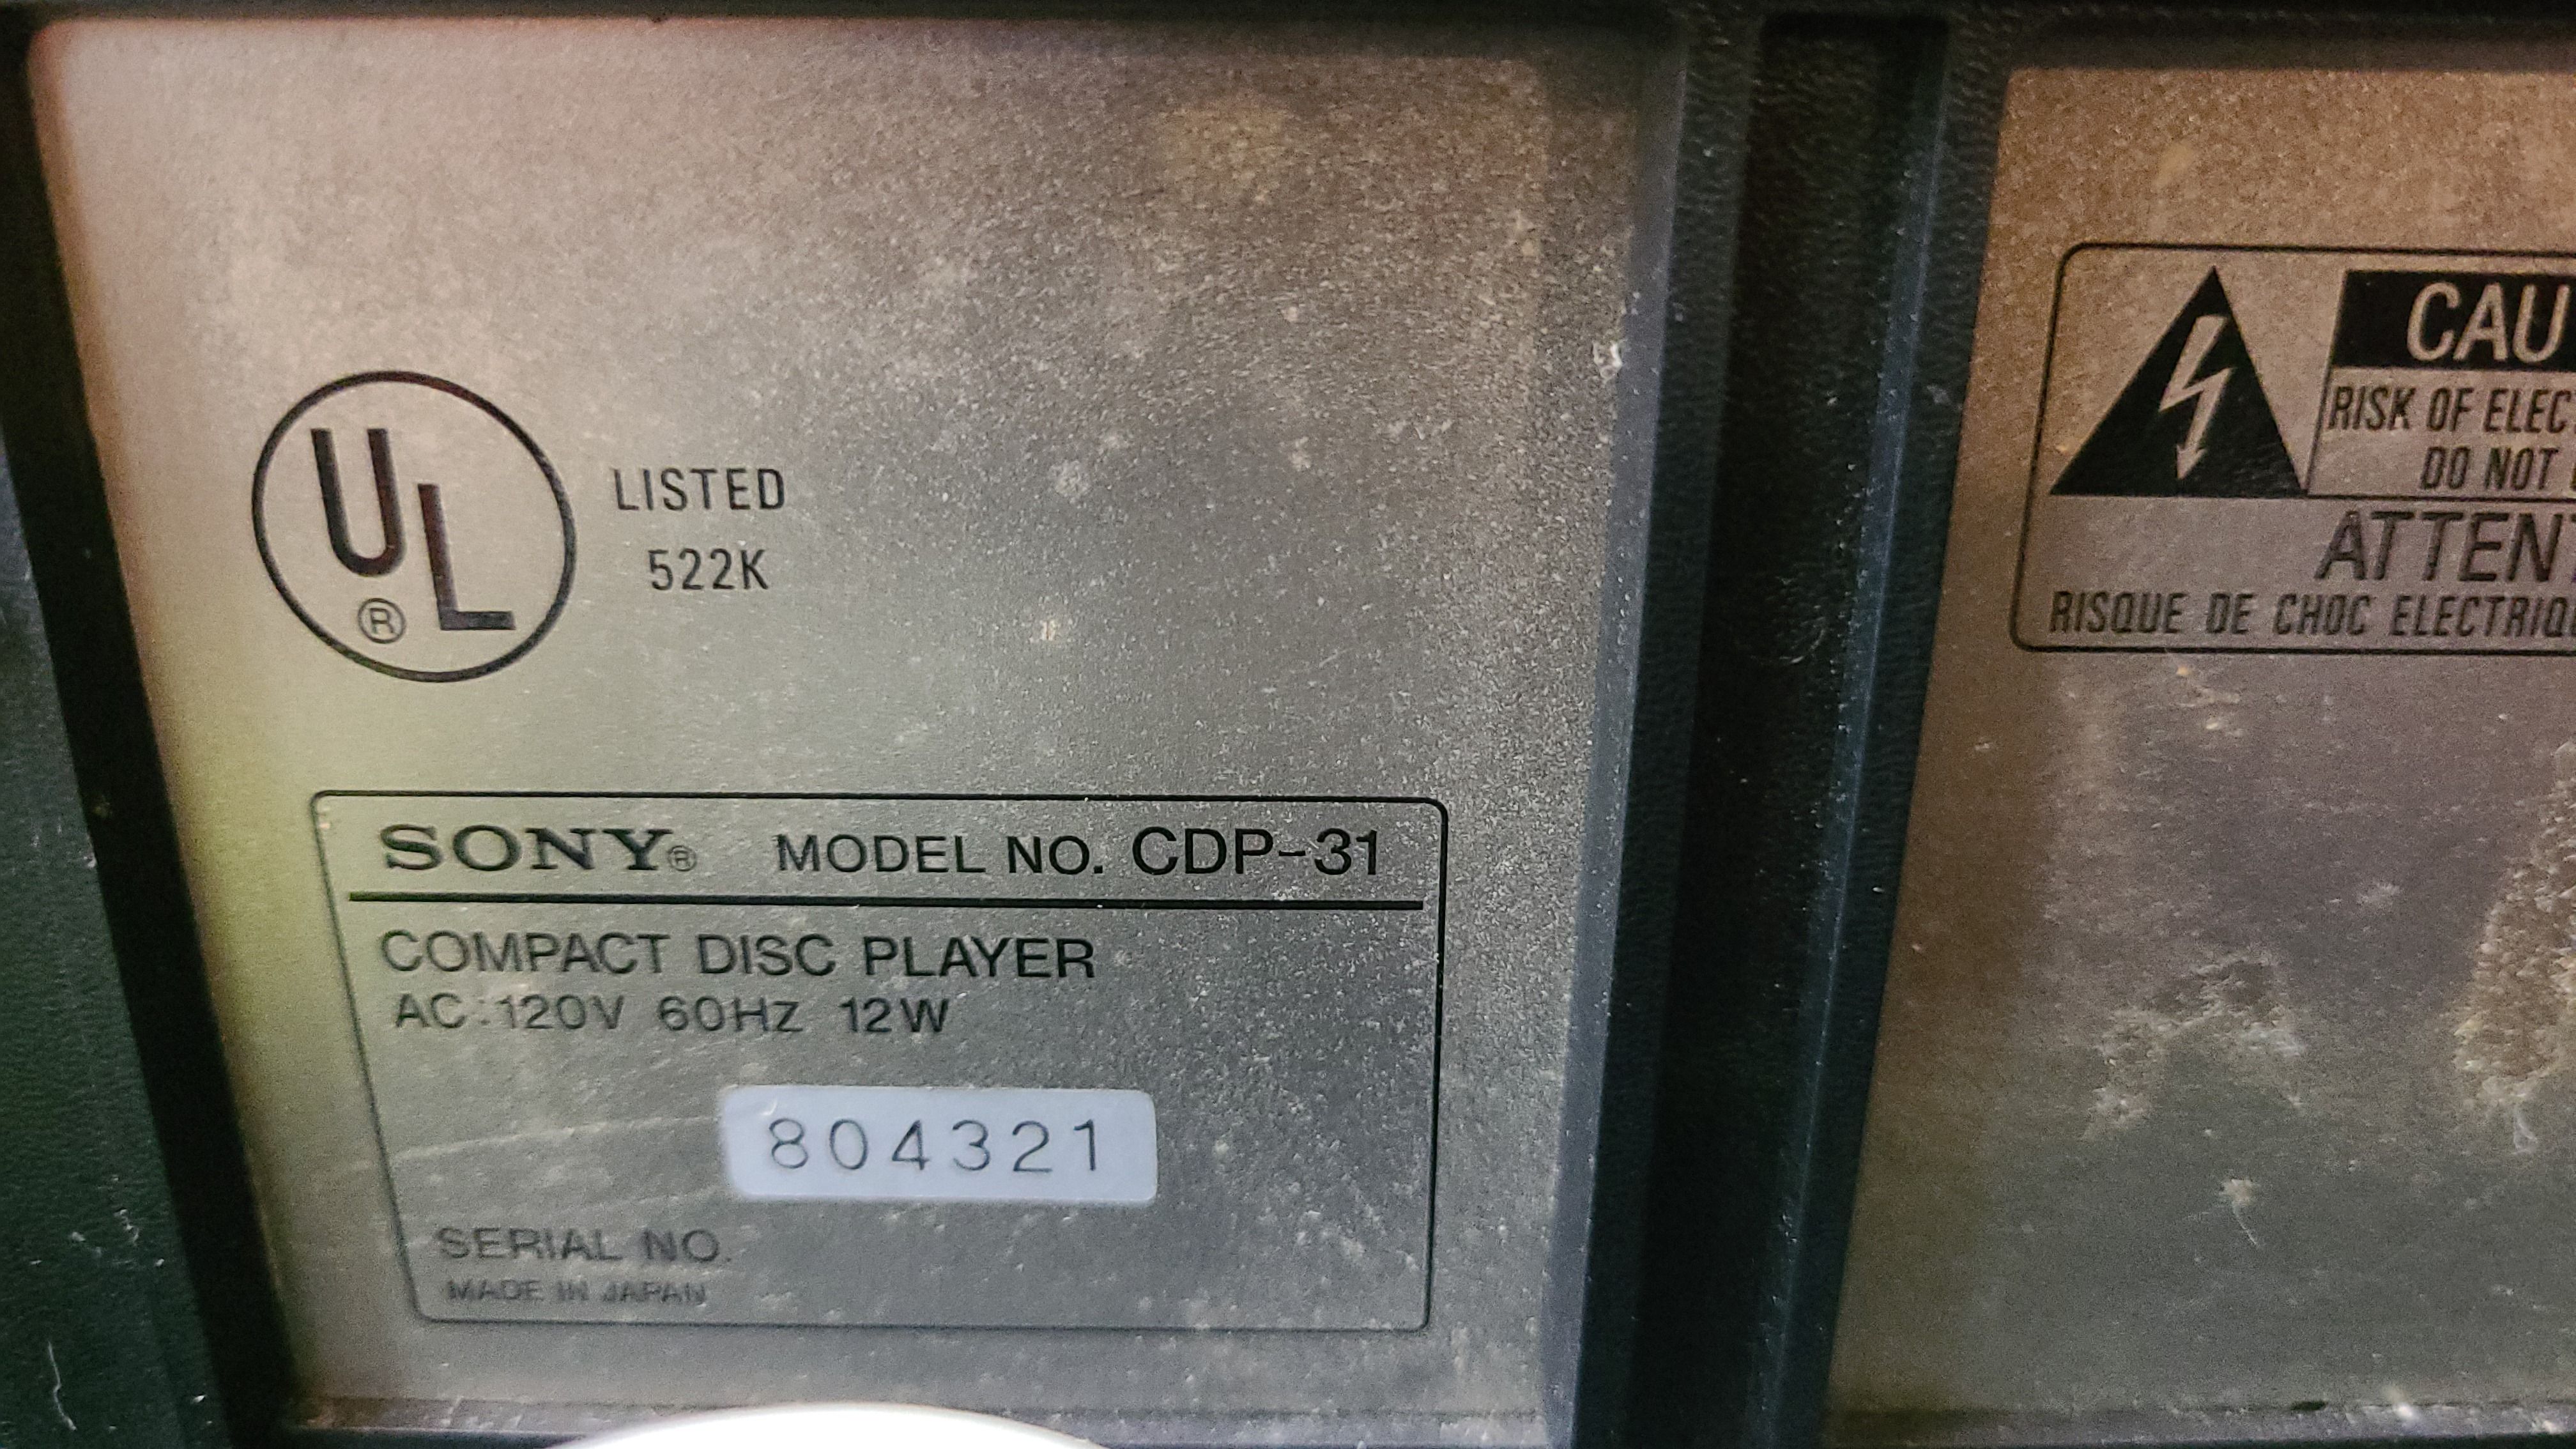 UL
®
LISTED
522K
SONY® MODEL NO. CDP-31
COMPACT DISC PLAYER
AC:120V 60HZ 12W
804321
SERIAL NO.
MADE IN JAPAN
CAU
RISK OF ELEC
DO NOT
ATTENT
RISQUE DE CHOC ELECTRIQ